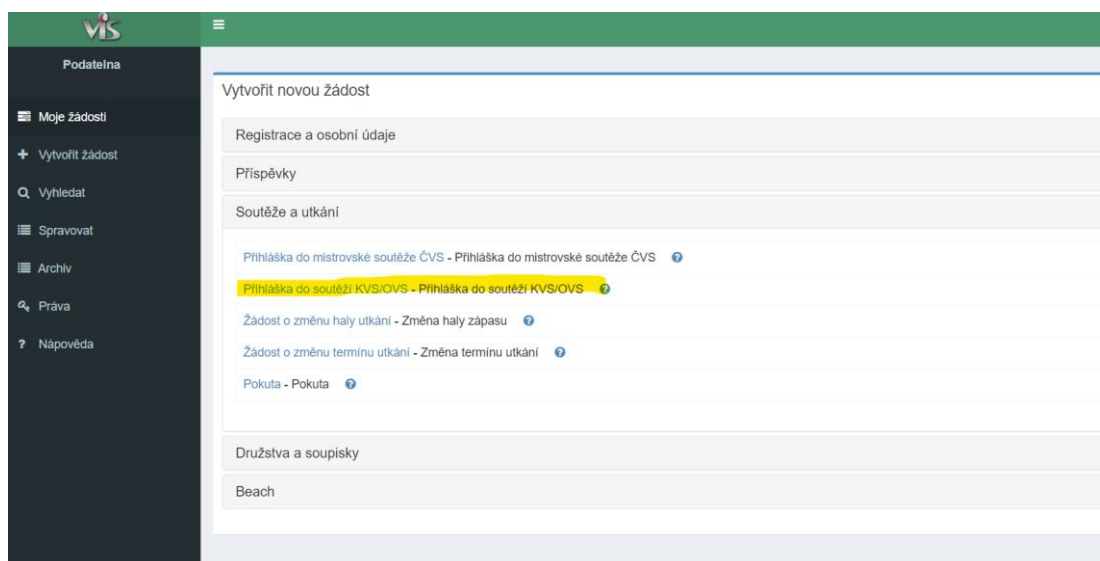 VIS
Podatelna
Vytvořit novou žádost
Moje žádosti
Registrace a osobní údaje
Vytvořit žádost
Příspěvky
Vyhledat
Soutěže a utkání
Spravovat
Přihláška do mistrovské soutěže ČVS - Přihláška do mistrovské soutěže ČVS
Archiv
Přihláška do soutěží KVS/OVS - Přihláška do soutěží KVS/OVS
Práva
Žádost o změnu haly utkání - Změna haly zápasu
Nápověda
Žádost o změnu termínu utkání - Změna termínu utkání
Pokuta - Pokuta
Družstva a soupisky
Beach